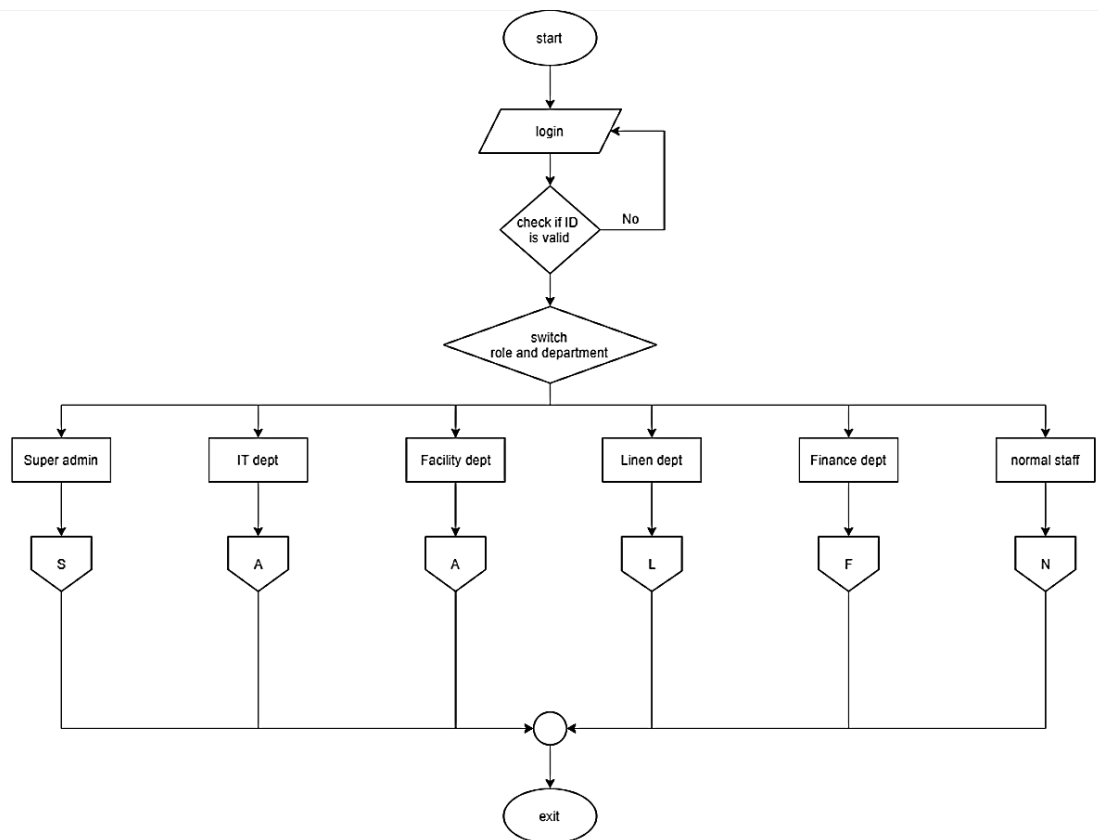 start
login
check if ID
is valid
No
switch
role and department
Super admin
IT dept
Facility dept
Linen dept
Finance dept
normal staff
S
A
A
L
F
N
exit